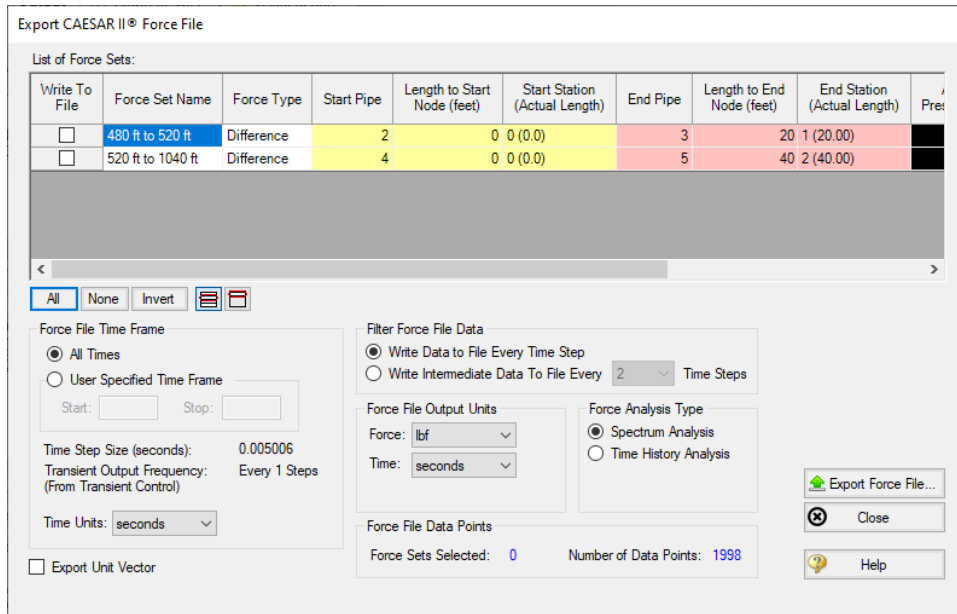 Export CAESAR II® Force File
List of Force Sets:
Write To File Force Set Name Force Type Start Pipe Length to Start Node (feet) Start Station (Actual Length) End Pipe Length to End Node (feet) End Station (Actual Length)
480 ft to 520 ft Difference 2 0 0 (0.0) 3 20 1 (20.00)
520 ft to 1040 ft Difference 4 0 0 (0.0) 5 40 2 (40.00)
All None Invert
Force File Time Frame
All Times
User Specified Time Frame
Start: Stop:
Time Step Size (seconds): 0.005006
Transient Output Frequency: Every 1 Steps
(From Transient Control)
Time Units: seconds
Export Unit Vector
Filter Force File Data
Write Data to File Every Time Step
Write Intermediate Data To File Every 2 Time Steps
Force File Output Units
Force: lbf
Time: seconds
Force Analysis Type
Spectrum Analysis
Time History Analysis
Force File Data Points
Force Sets Selected: 0 Number of Data Points: 1998
Export Force File...
Close
Help